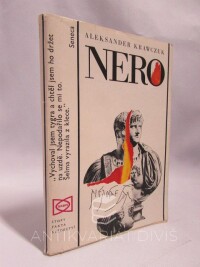 ALEKSANDER KRAWCZUK
NERO
„Vychoval jsem tygra a chtěl jsem ho držet
na uzdě. Nepodařilo se mi to.
Šelma vyrazila z klece.“
Seneca
ANTIKVARIÁT DIVIŠ